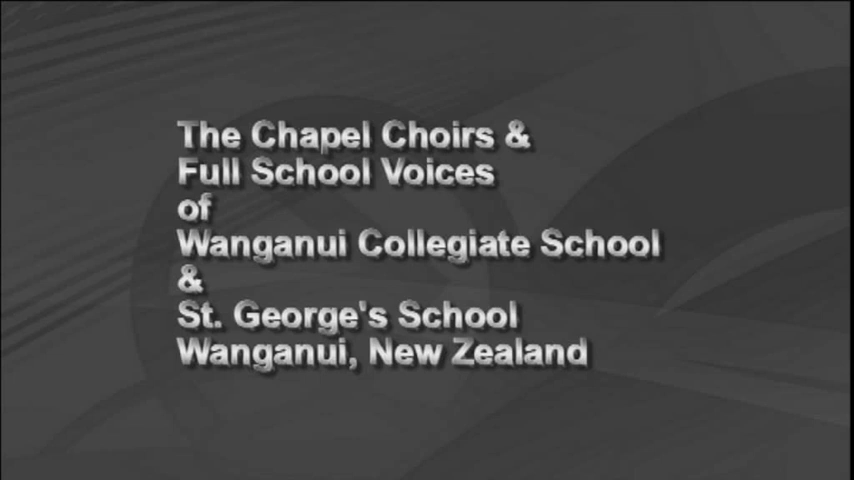 The Chapel Choirs &
Full School Voices
of
Wanganui Collegiate School
&
St. George's School
Wanganui, New Zealand